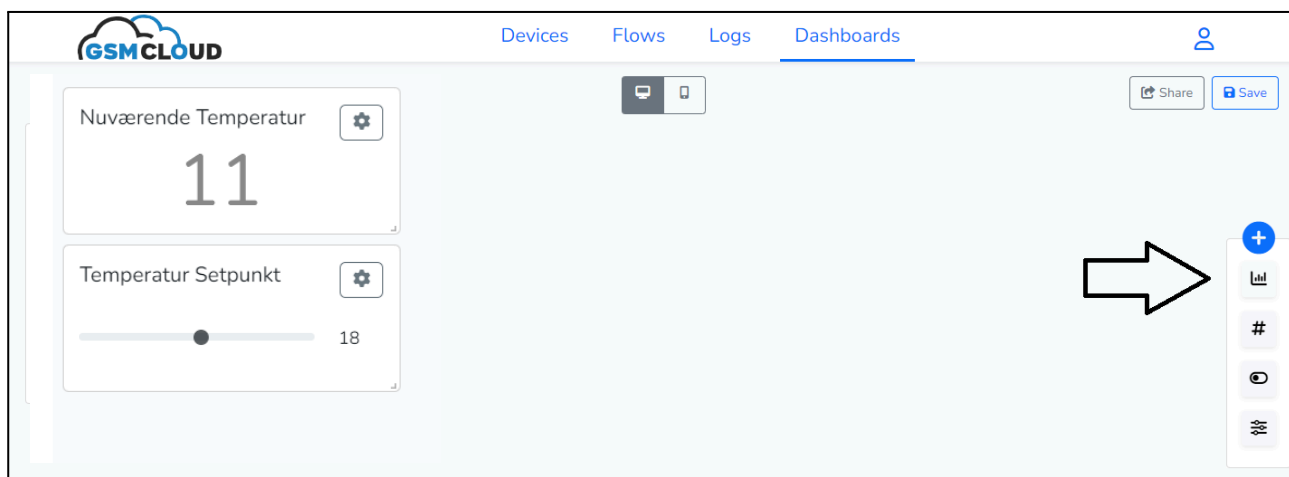 GSMCLOUD
Devices Flows Logs Dashboards
Share Save
Nuværende Temperatur
11
Temperatur Setpunkt
18
+
#